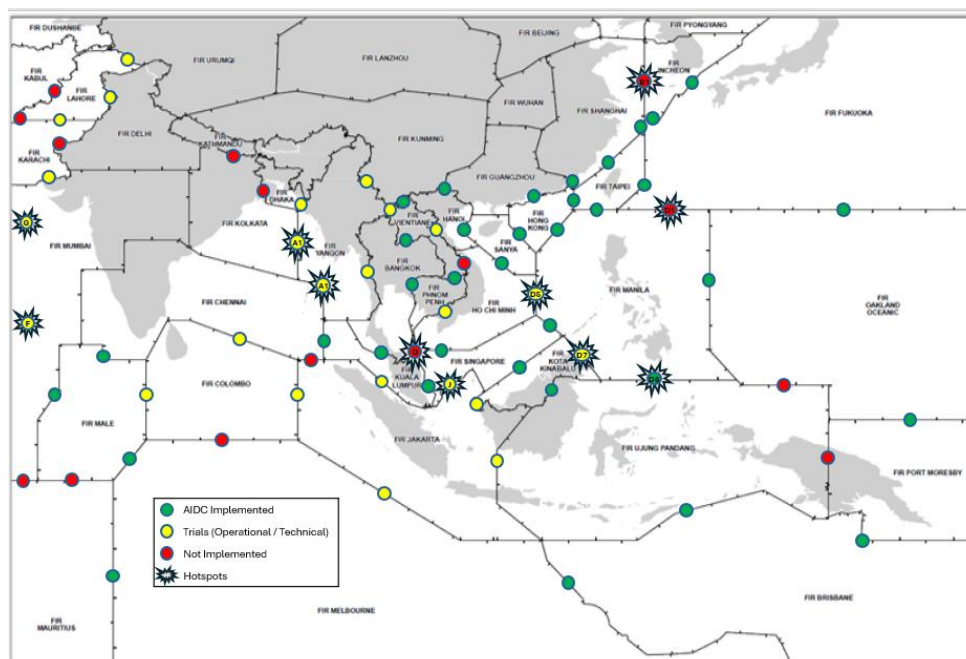 FIR DUSHANBE
FIR PYONGYANG
FIR BEIJING
FIR URUMQI
FIR LANZHOU
FIR
KABUL
FIR
INCHEON
FIR
LAHORE
FIR WUHAN
FIR SHANGHAI
FIR FUKUOKA
FIR DELHI
FIR KUNMING
FIR
KATHMANDU
FIR
KARACHI
FIR GUANGZHOU
FIR TAIPEI
FIR
DHAKA
FIR
VIENTIANE
FIR
HANOI
FIR
HONG
KONG
G
FIR KOLKATA
FIR MUMBAI
A1
FIR
YANGON
FIR
SANYA
FIR
BANGKOK
FIR MANILA
A1
FIR
PHNOM
PENH
D5
FIR CHENNAI
FIR
HO CHI MINH
FIR
OAKLAND
OCEANIC
F
FIR SINGAPORE
FIR
KOTA
KINABALU
D7
FIR
KUALA
LUMPUR
J
FIR COLOMBO
FIR MALE
FIR JAKARTA
FIR UJUNG PANDANG
FIR PORT MORESBY
AIDC Implemented
Trials (Operational / Technical)
Not Implemented
Hotspots
FIR BRISBANE
FIR MELBOURNE
FIR
MAURITIUS